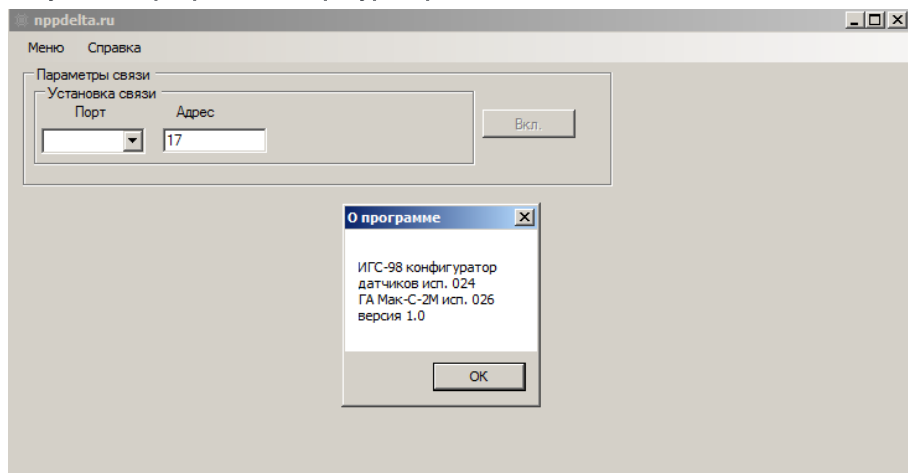 nppdelta.ru
Меню Справка
Параметры связи
Установка связи
Порт Адрес
17
Вкл.
О программе
ИГС-98 конфигуратор
датчиков исп. 024
ГА Мак-С-2М исп. 026
версия 1.0
OK